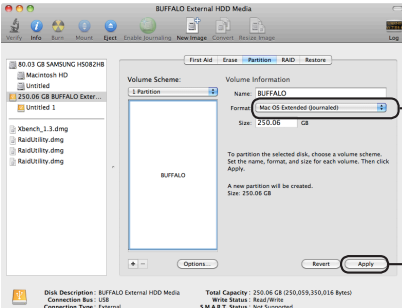 BUFFALO External HDD Media
Verify Info Burn Mount Eject Enable Journaling New Image Convert Resize Image Log
First Aid Erase Partition RAID Restore
80.03 GB SAMSUNG HS082HB
Macintosh HD
Untitled
250.06 GB BUFFALO Exter...
Untitled 1
Xbench_1.3.dmg
RaidUtility.dmg
RaidUtility.dmg
RaidUtility.dmg
Volume Scheme:
1 Partition
BUFFALO
+ -
Options...
Volume Information
Name: BUFFALO
Format: Mac OS Extended (Journaled)
Size: 250.06 GB
To partition the selected disk, choose a volume scheme.
Set the name, format, and size for each volume. Then click
Apply.
A new partition will be created.
Size: 250.06 GB
Revert Apply
Disk Description : BUFFALO External HDD Media
Connection Bus : USB
Connection Type : External
Total Capacity : 250.06 GB (250,059,350,016 Bytes)
Write Status : Read/Write
S.M.A.R.T. Status : Not Supported